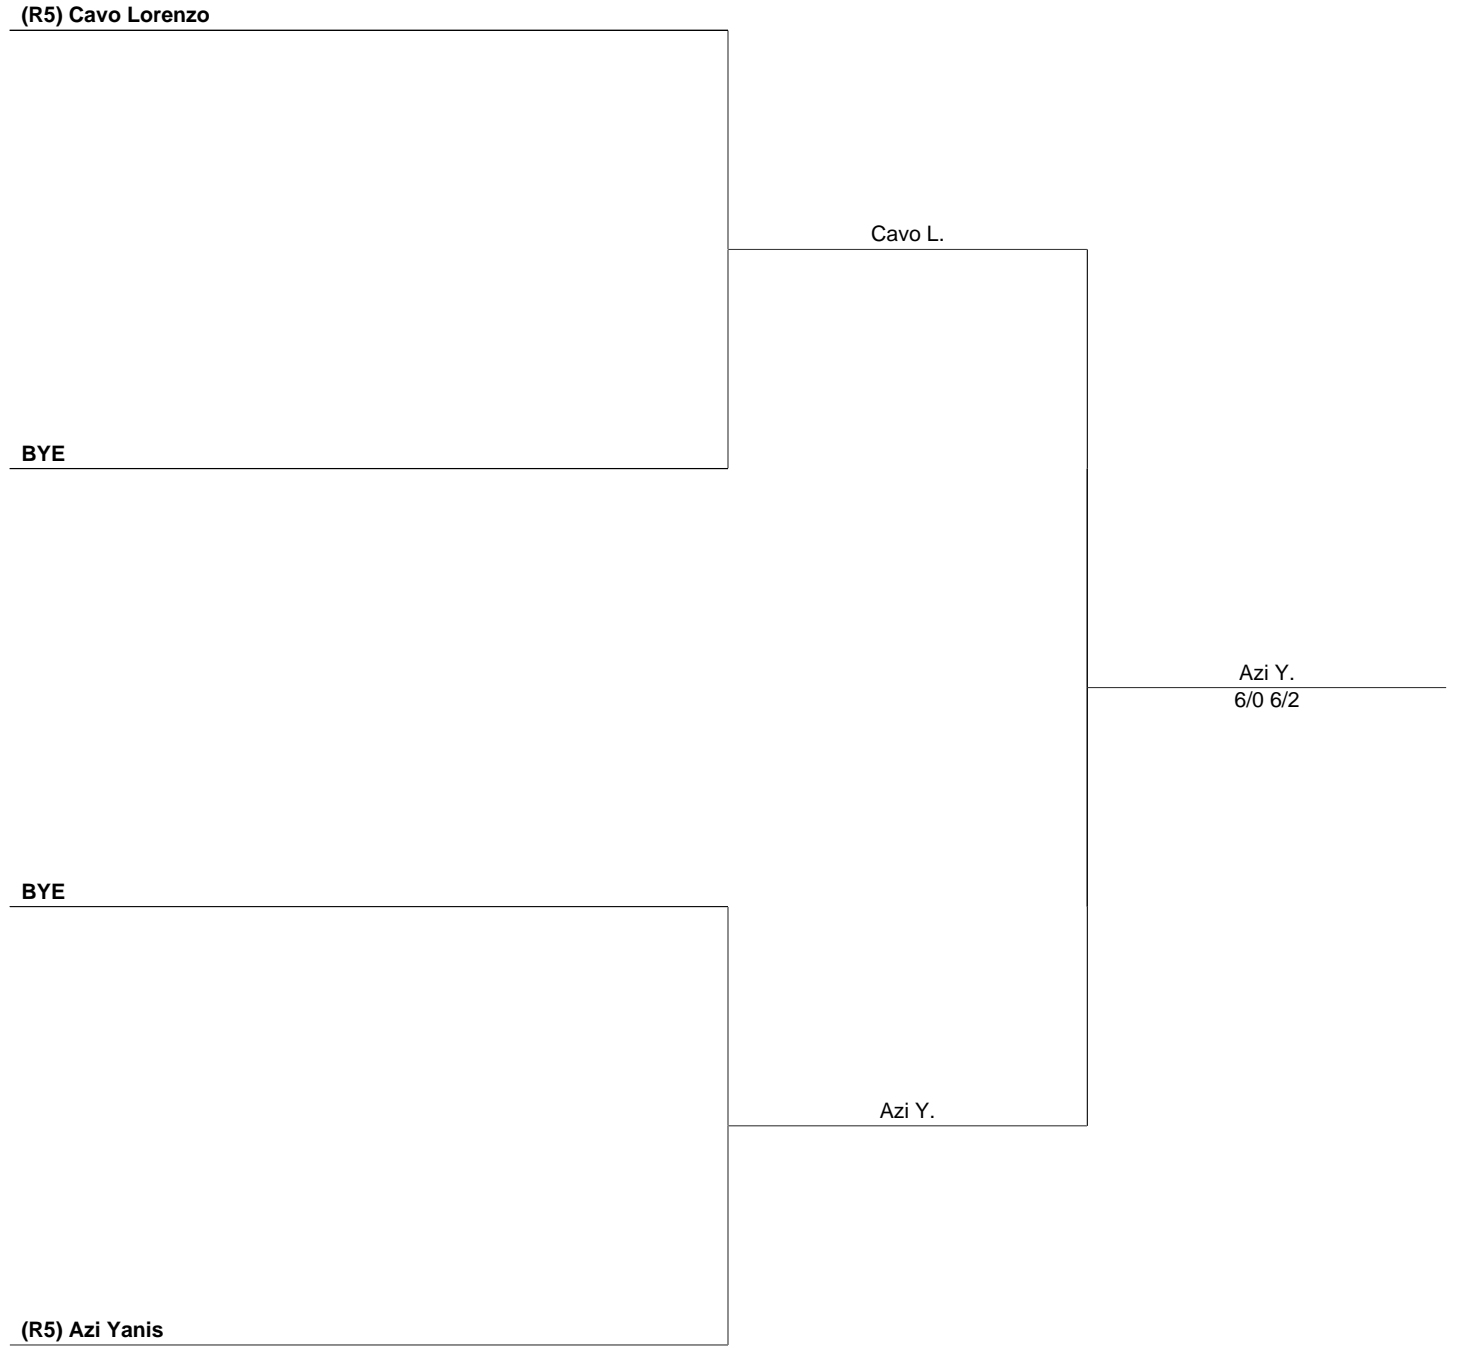 (R5) Cavo Lorenzo
Cavo L.
BYE
Azi Y.
6/0 6/2
BYE
Azi Y.
(R5) Azi Yanis